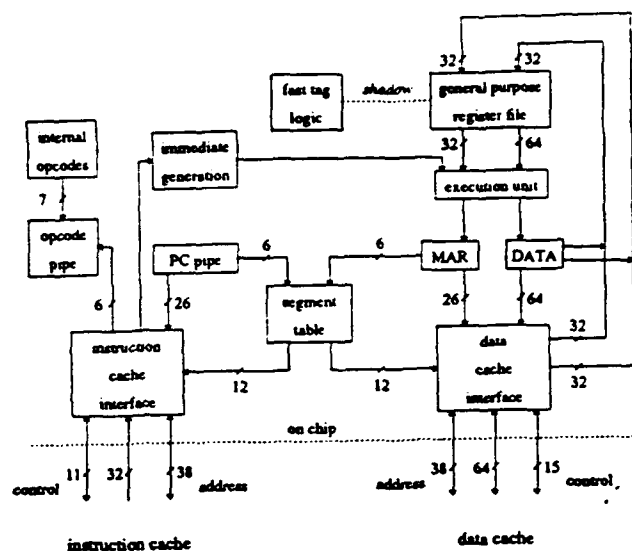 32 32
fast tag
logic
shadow
general purpose
register file
internal
opcodes
immediate
generation
32 64
7
execution unit
opcode
pipe
PC pipe
6
6
MAR
DATA
6
26
segment
table
26
64
instruction
cache
interface
data
cache
interface
32
12
12
32
on chip
control
11
32
38
address
address
38
64
15
control
instruction cache
data cache